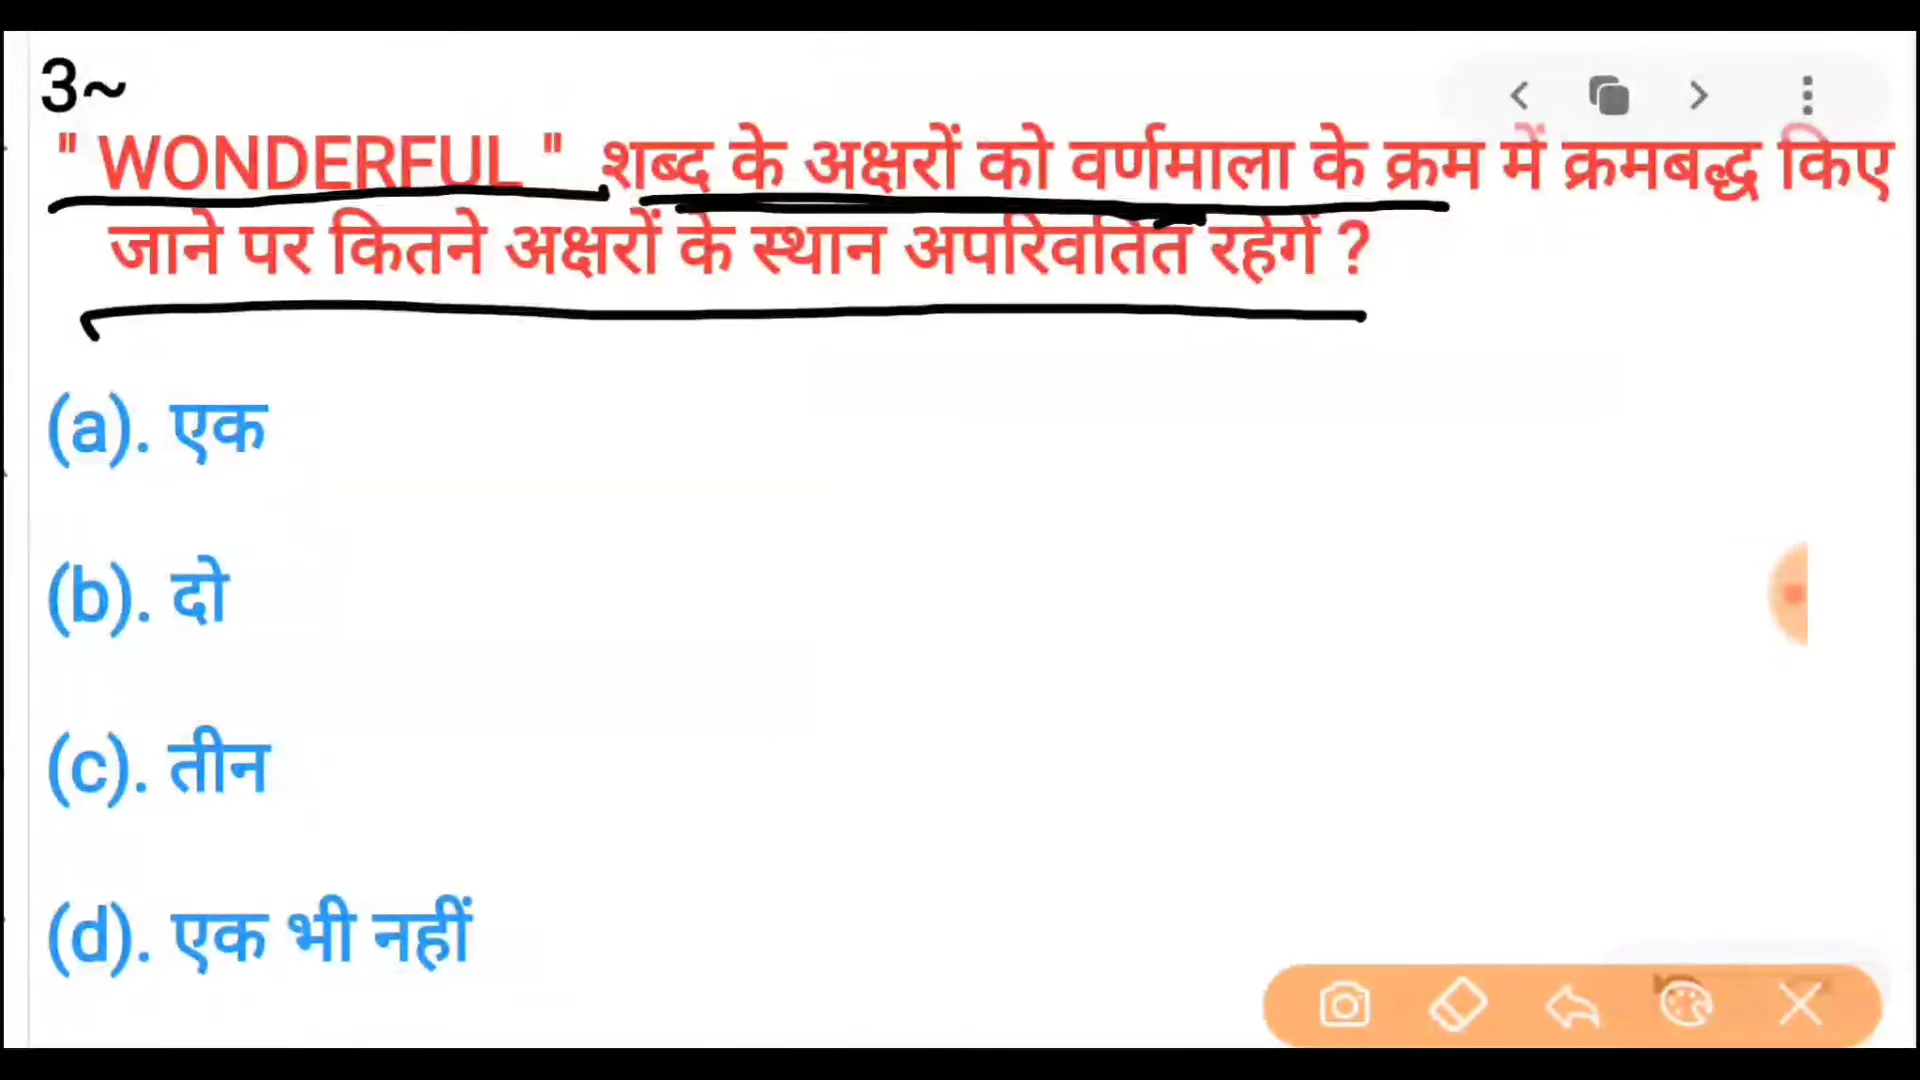 3~
" WONDERFUL " शब्द के अक्षरों को वर्णमाला के क्रम में क्रमबद्ध किए
जाने पर कितने अक्षरों के स्थान अपरिवर्तित रहेगें ?
(a). एक
(b). दो
(c). तीन
(d). एक भी नहीं